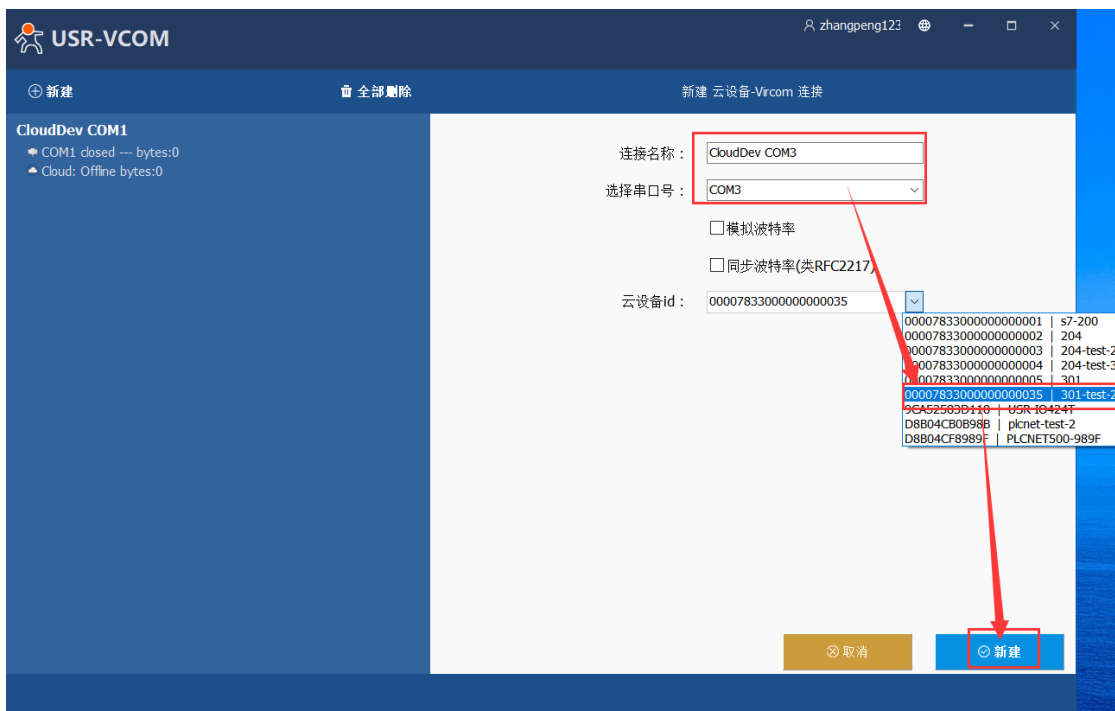 USR-VCOM
zhangpeng123
新建
全部删除
新建 云设备-Vircom 连接
CloudDev COM1
COM1 closed --- bytes:0
Cloud: Offline bytes:0
连接名称： CloudDev COM3
选择串口号： COM3
模拟波特率
同步波特率(类RFC2217)
云设备id： 00007833000000000035
00007833000000000001 | s7-200
00007833000000000002 | 204
00007833000000000003 | 204-test-2
00007833000000000004 | 204-test-3
00007833000000000005 | 301
00007833000000000035 | 301-test-2
9CA52503D118 | USR-IO424T
D8B04CB0B98B | plcnet-test-2
D8B04CF8989F | PLCNET500-989F
取消
新建